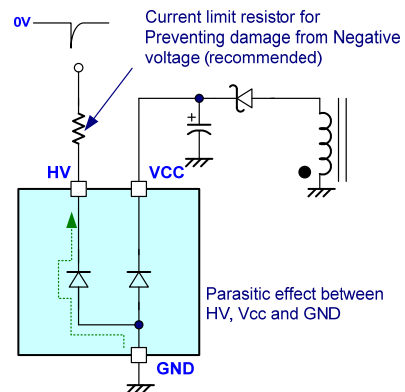 0V
Current limit resistor for
Preventing damage from Negative
voltage (recommended)
+
HV
VCC
Parasitic effect between
HV, Vcc and GND
GND